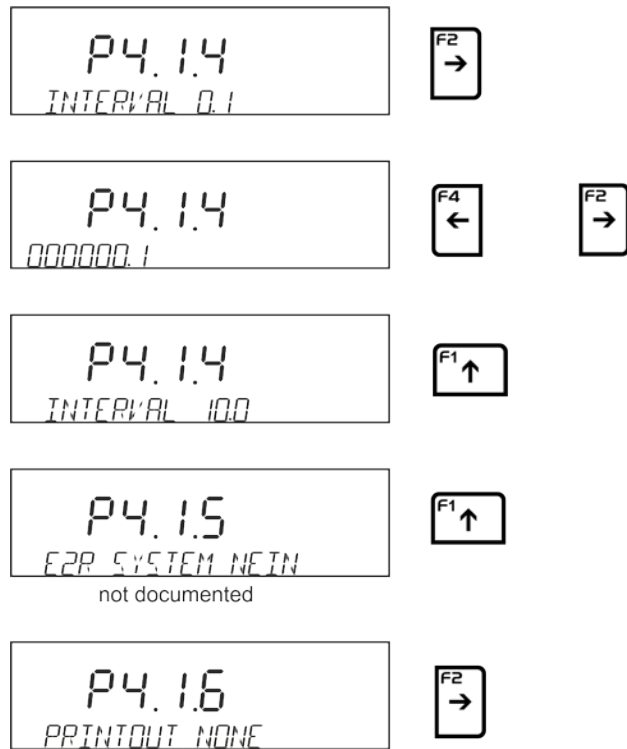 P4.1.4
INTERVAL 0.1
F2 →
P4.1.4
000000.1
F4 ←
F2 →
P4.1.4
INTERVAL 10.0
F1 ↑
P4.1.5
E2R SYSTEM NEIN
not documented
F1 ↑
P4.1.6
PRINTOUT NONE
F2 →